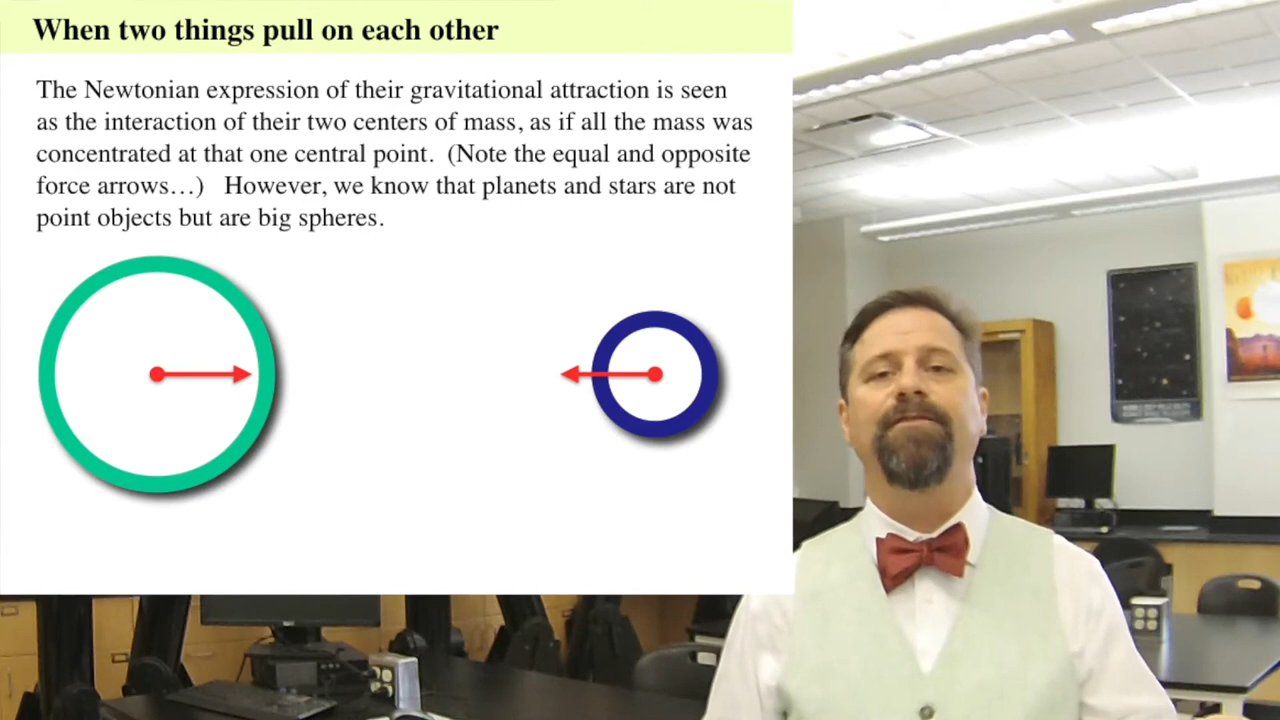 When two things pull on each other
The Newtonian expression of their gravitational attraction is seen
as the interaction of their two centers of mass, as if all the mass was
concentrated at that one central point.  (Note the equal and opposite
force arrows…)   However, we know that planets and stars are not
point objects but are big spheres.